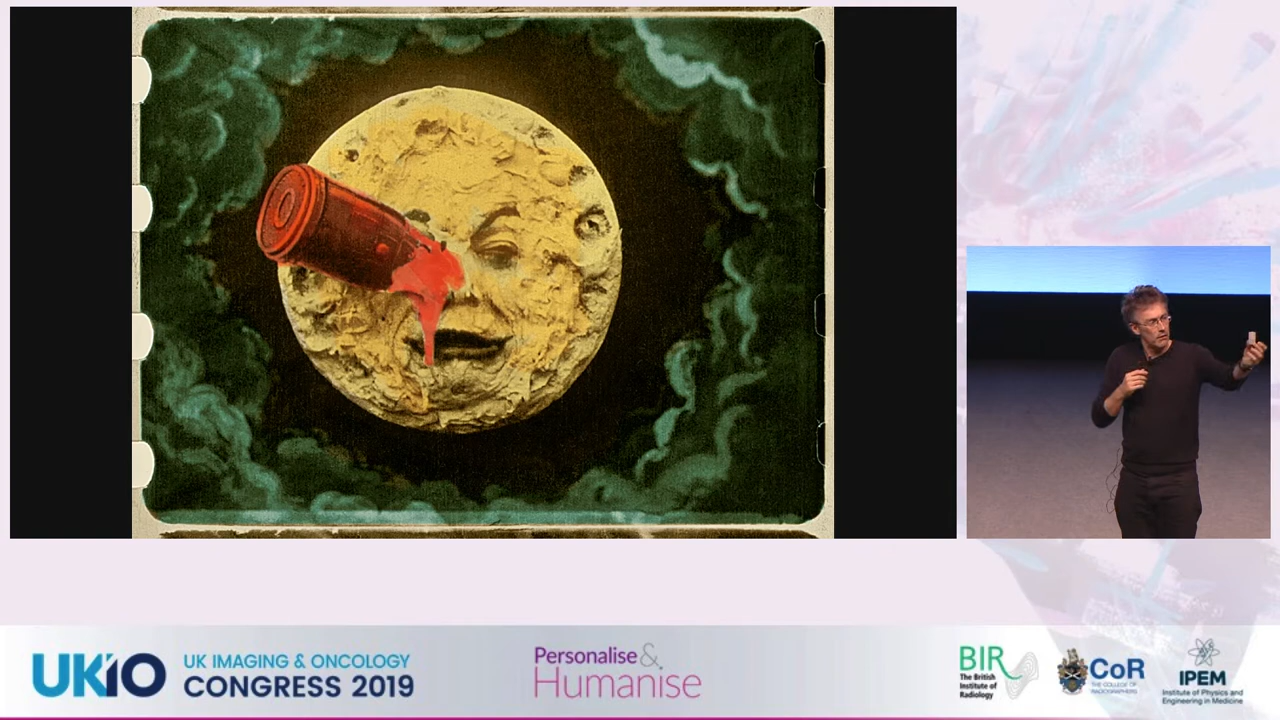 UKiO
UK IMAGING & ONCOLOGY
CONGRESS 2019
Personalise &
Humanise
BIR
The British
Institute of
Radiology
CoR
THE COLLEGE OF
RADIOGRAPHERS
IPEM
Institute of Physics and
Engineering in Medicine